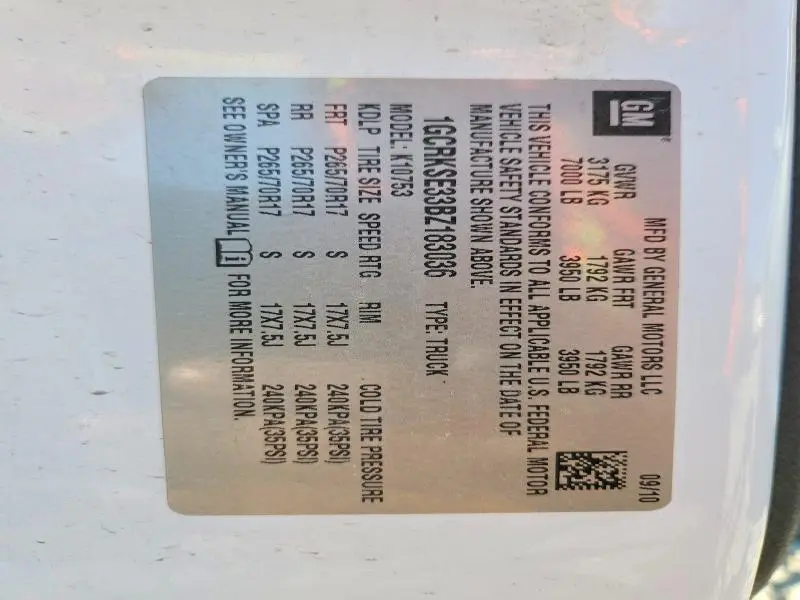 GM
MFD BY GENERAL MOTORS LLC 09/10
GVWR GAWR FRT GAWR RR
3175 KG 1792 KG 1792 KG
7000 LB 3950 LB 3950 LB
THIS VEHICLE CONFORMS TO ALL APPLICABLE U.S. FEDERAL MOTOR
VEHICLE SAFETY STANDARDS IN EFFECT ON THE DATE OF
MANUFACTURE SHOWN ABOVE.
1GCRKSE33BZ183036 TYPE: TRUCK
MODEL: K10753
KDLP TIRE SIZE SPEED RTG RIM COLD TIRE PRESSURE
FRT P265/70R17 S 17X7.5J 240KPA(35PSI)
RR P265/70R17 S 17X7.5J 240KPA(35PSI)
SPA P265/70R17 S 17X7.5J 240KPA(35PSI)
SEE OWNER'S MANUAL FOR MORE INFORMATION.